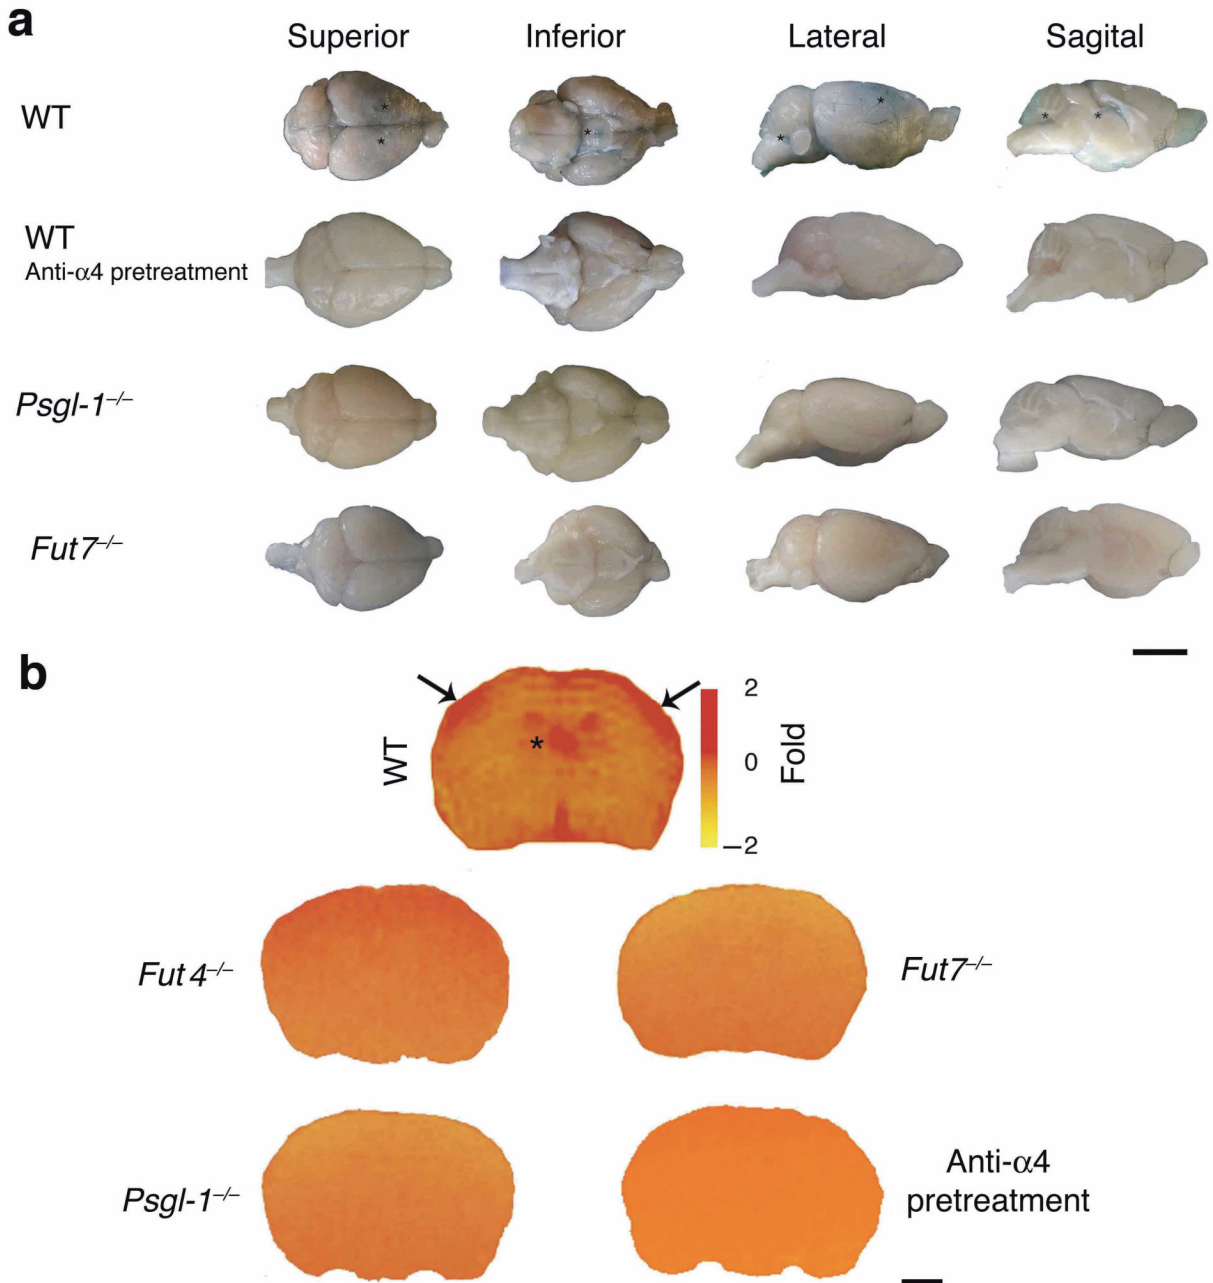 a
Superior Inferior Lateral Sagital
WT * * * * * * *
WT
Anti-α4 pretreatment
Psgl-1–/–
Fut7–/–
b
WT * 2
0
–2
Fold
Fut4–/– Fut7–/–
Psgl-1–/– Anti-α4
pretreatment